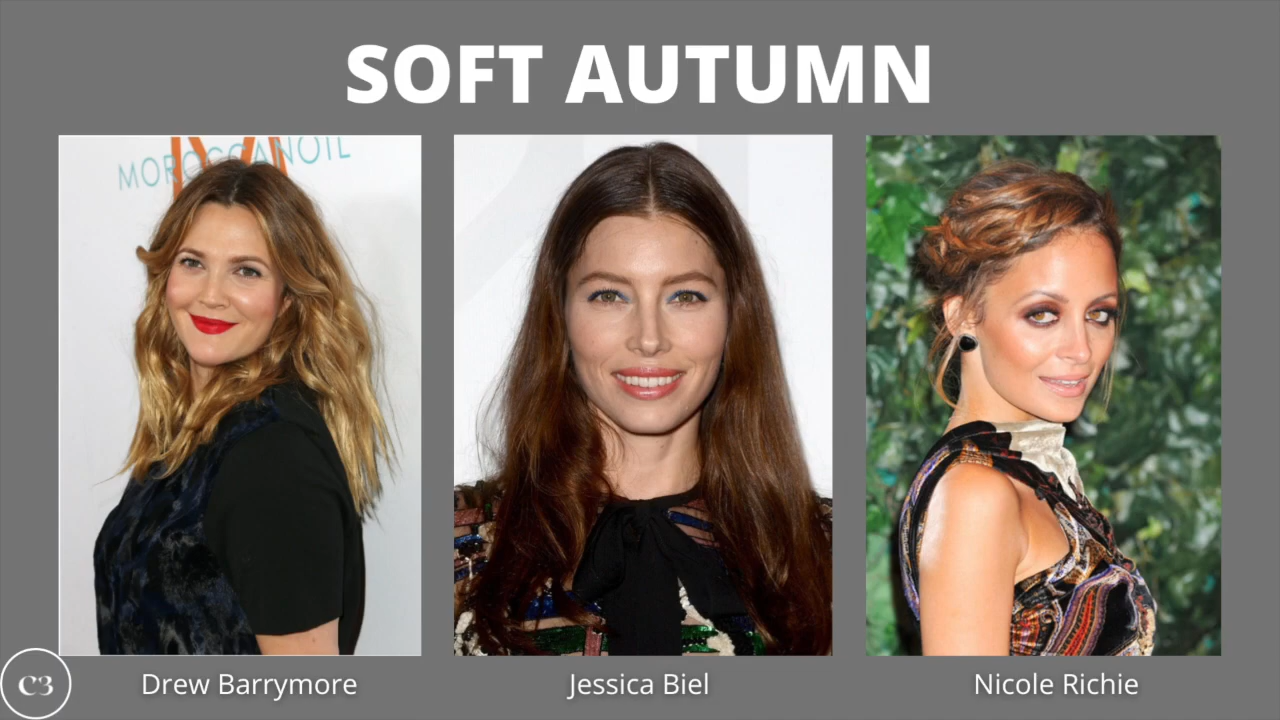 SOFT AUTUMN
MOROCCANOIL
C3
Drew Barrymore
Jessica Biel
Nicole Richie